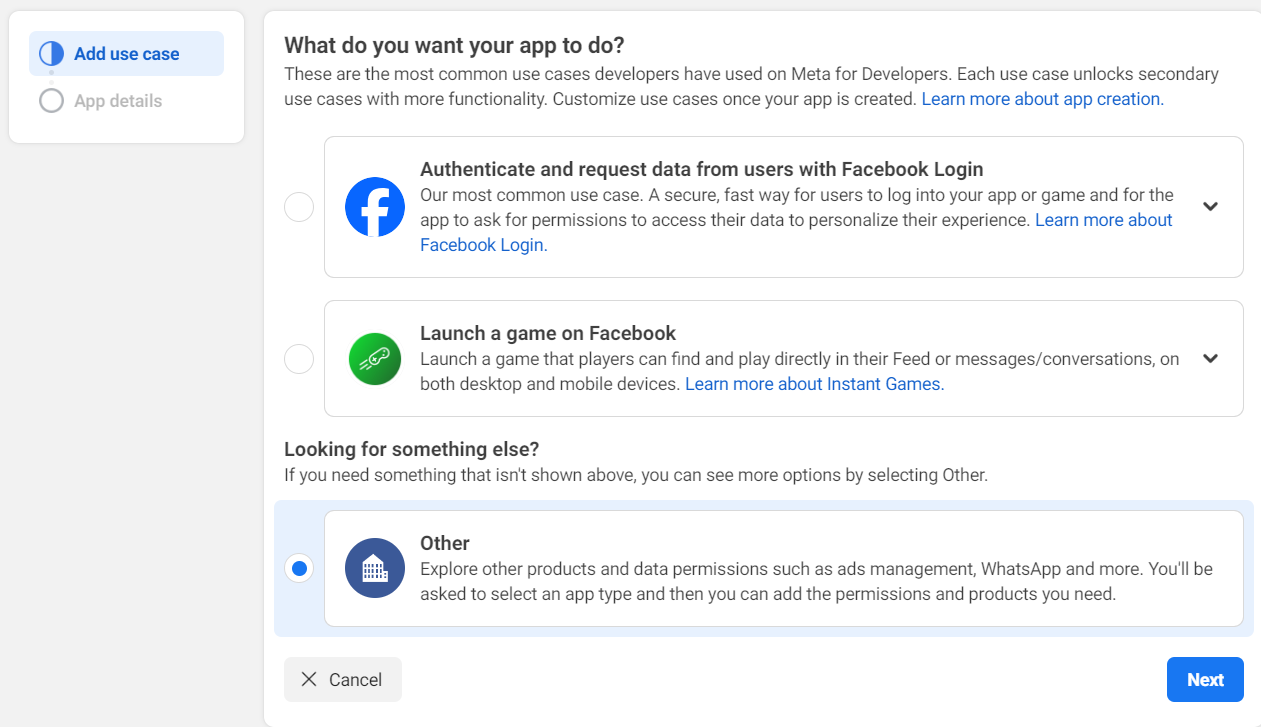 Add use case
App details
What do you want your app to do?
These are the most common use cases developers have used on Meta for Developers. Each use case unlocks secondary
use cases with more functionality. Customize use cases once your app is created. Learn more about app creation.
Authenticate and request data from users with Facebook Login
Our most common use case. A secure, fast way for users to log into your app or game and for the
app to ask for permissions to access their data to personalize their experience. Learn more about
Facebook Login.
Launch a game on Facebook
Launch a game that players can find and play directly in their Feed or messages/conversations, on
both desktop and mobile devices. Learn more about Instant Games.
Looking for something else?
If you need something that isn't shown above, you can see more options by selecting Other.
Other
Explore other products and data permissions such as ads management, WhatsApp and more. You'll be
asked to select an app type and then you can add the permissions and products you need.
Cancel
Next